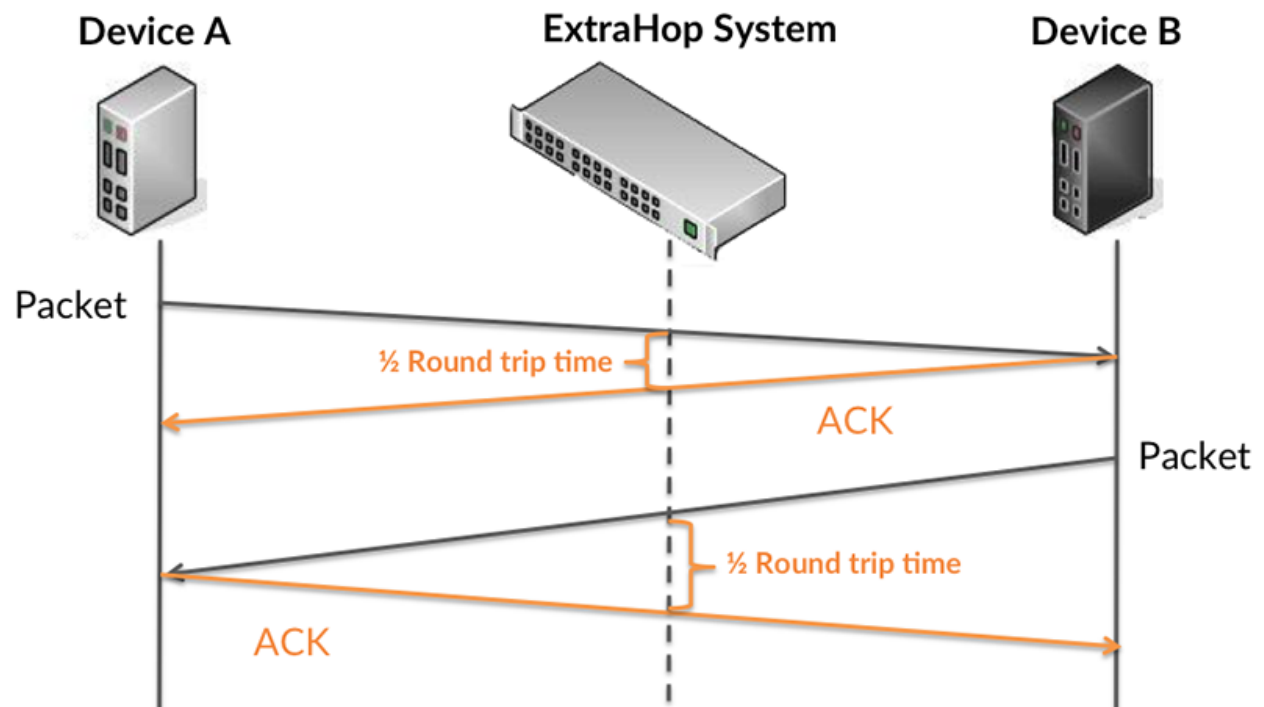 Device A
ExtraHop System
Device B
Packet
½ Round trip time
ACK
Packet
½ Round trip time
ACK